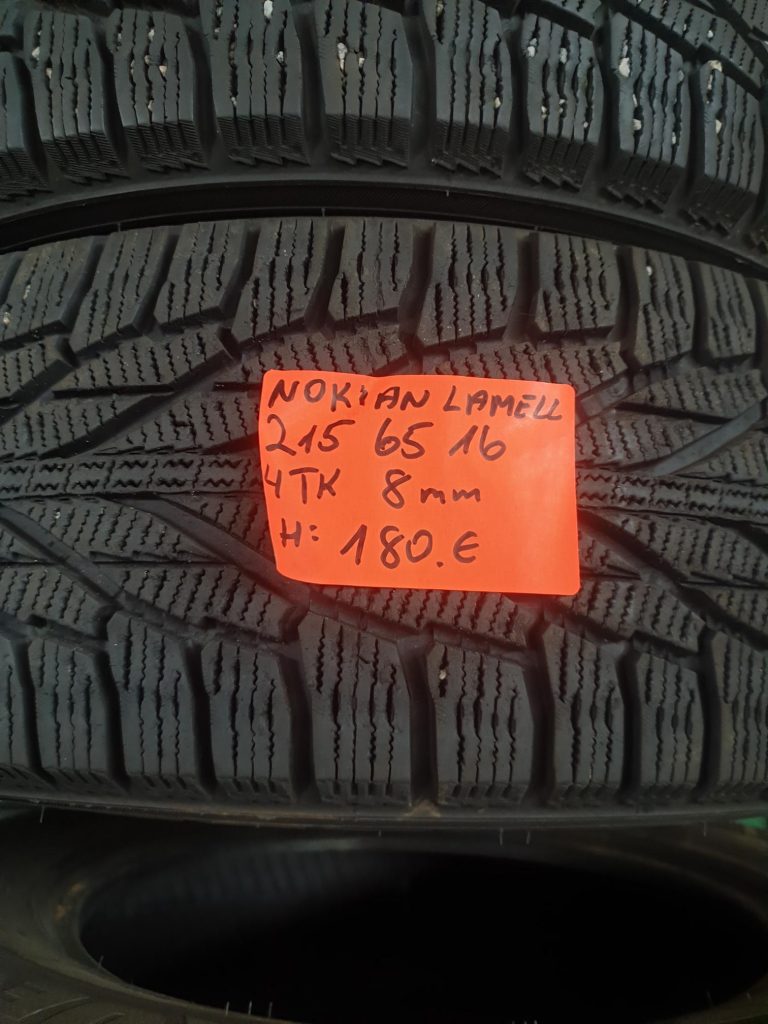 NOKiAN LAMELL
215 65 16
4TK 8mm
H: 180.€